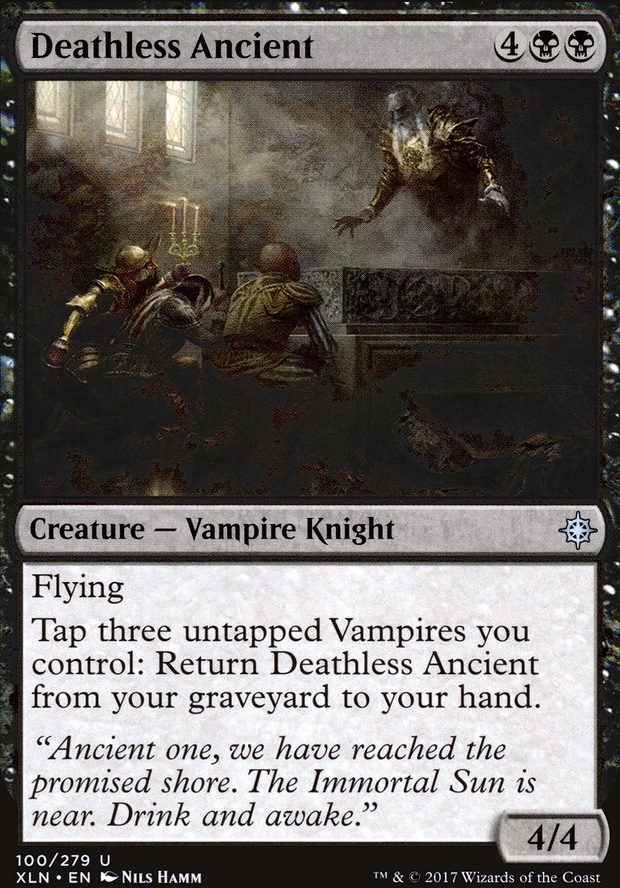 Deathless Ancient 4
Creature — Vampire Knight
Flying
Tap three untapped Vampires you
control: Return Deathless Ancient
from your graveyard to your hand.
“Ancient one, we have reached the
promised shore. The Immortal Sun is
near. Drink and awake.”
4/4
100/279 U
XLN • EN NILS HAMM ™ & © 2017 Wizards of the Coast